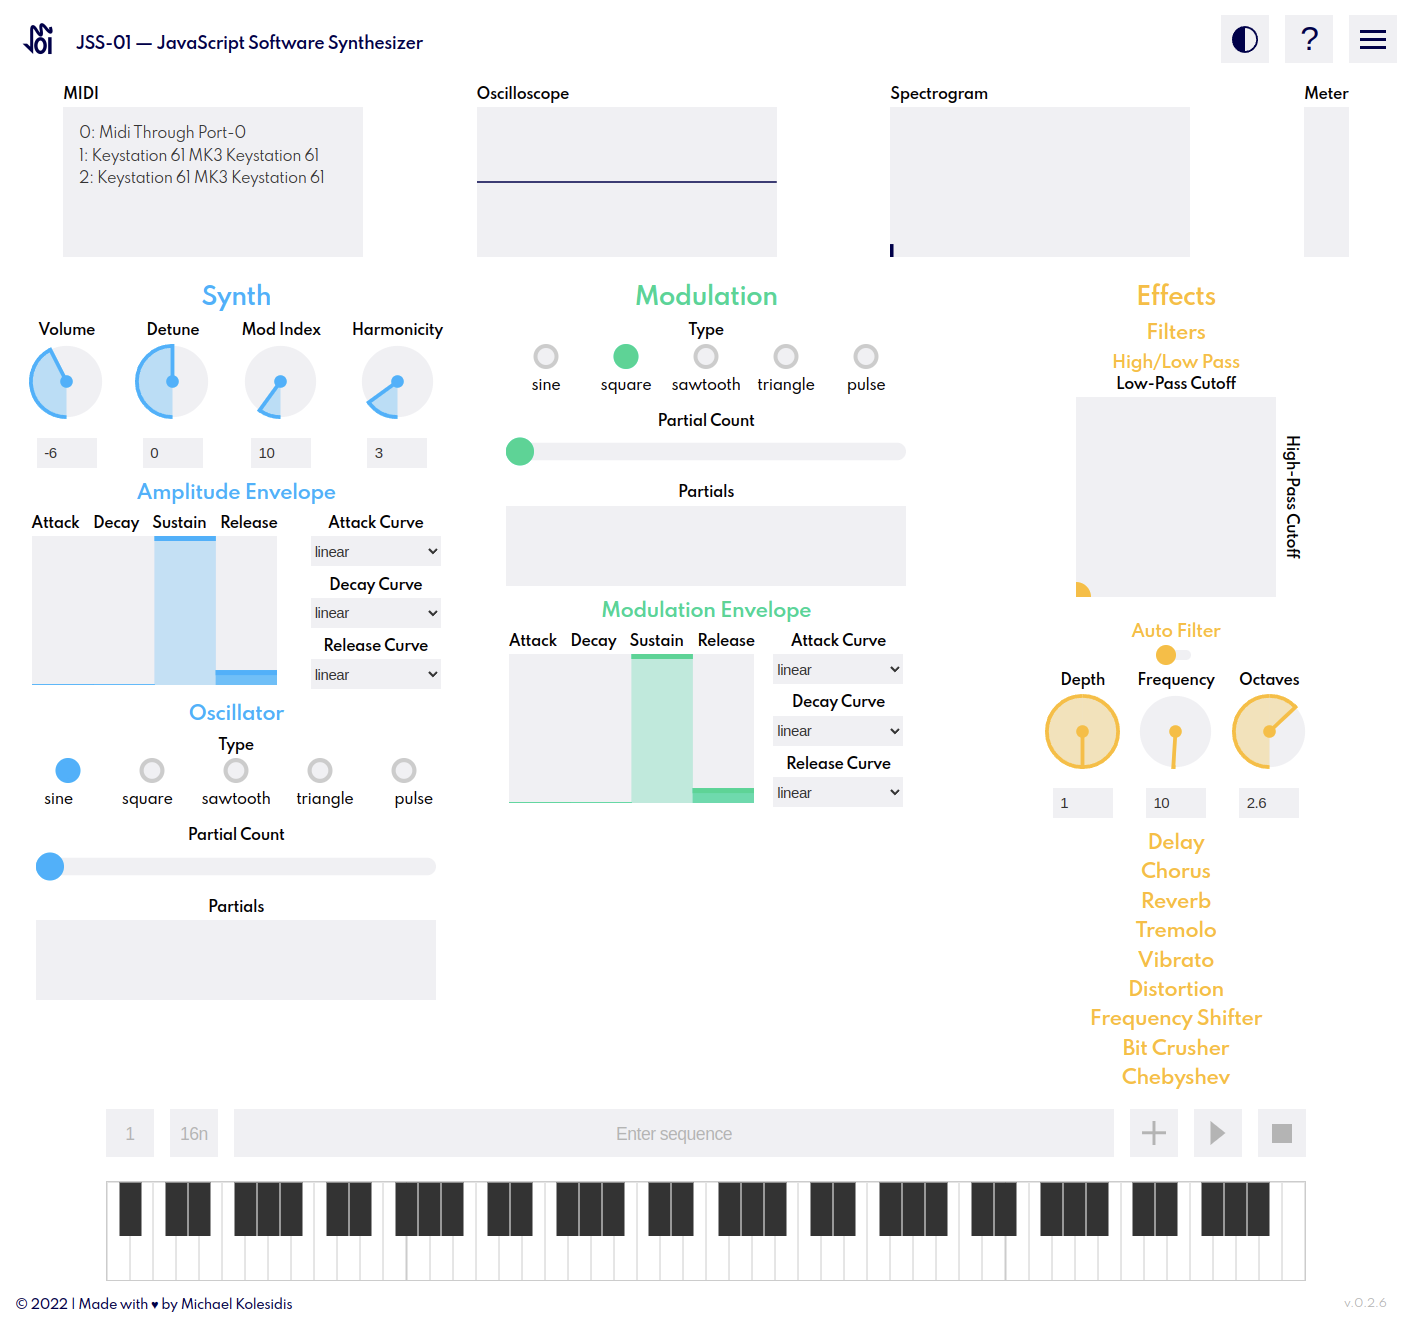 JSS-01 — JavaScript Software Synthesizer
?
MIDI
Oscilloscope
Spectrogram
Meter
0: Midi Through Port-0
1: Keystation 61 MK3 Keystation 61
2: Keystation 61 MK3 Keystation 61
Synth
Volume Detune Mod Index Harmonicity
-6 0 10 3
Amplitude Envelope
Attack Decay Sustain Release
Attack Curve
linear
Decay Curve
linear
Release Curve
linear
Oscillator
Type
sine square sawtooth triangle pulse
Partial Count
Partials
Modulation
Type
sine square sawtooth triangle pulse
Partial Count
Partials
Modulation Envelope
Attack Decay Sustain Release
Attack Curve
linear
Decay Curve
linear
Release Curve
linear
Effects
Filters
High/Low Pass
Low-Pass Cutoff
High-Pass Cutoff
Auto Filter
Depth Frequency Octaves
1 10 2.6
Delay
Chorus
Reverb
Tremolo
Vibrato
Distortion
Frequency Shifter
Bit Crusher
Chebyshev
1 16n Enter sequence
© 2022 | Made with ♥ by Michael Kolesidis
v.0.2.6